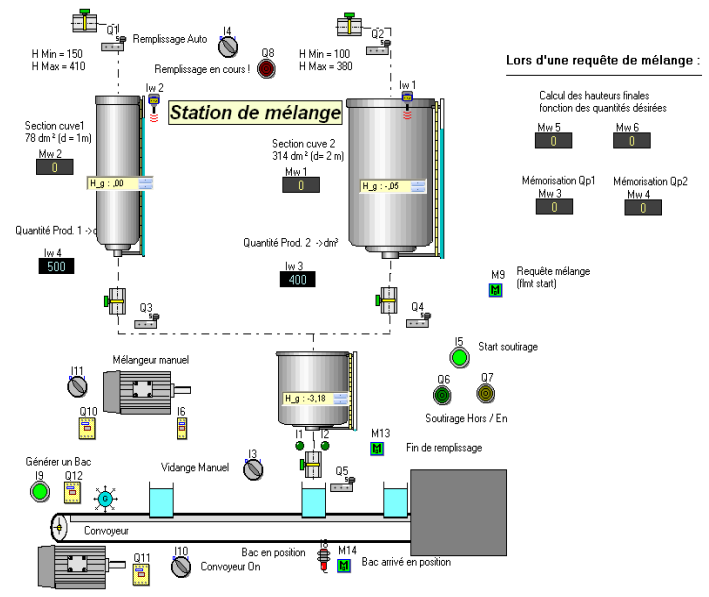 Q1
Remplissage Auto
I4
Q2
H Min = 150
H Max = 410
Remplissage en cours !
Q8
H Min = 100
H Max = 380
Lors d'une requête de mélange :
Iw 2
Iw 1
Station de mélange
Calcul des hauteurs finales
fonction des quantités désirées
Mw 5
Mw 6
0
0
Section cuve1
78 dm² (d = 1m)
Mw 2
0
Section cuve 2
314 dm² (d= 2 m)
Mw 1
0
H_g : ,00
H_g : -,05
Mémorisation Qp1
Mémorisation Qp2
Mw 3
Mw 4
0
0
Quantité Prod. 1 ->
Iw 4
500
Quantité Prod. 2 ->dm³
Iw 3
400
M9
Requête mélange
(flmt start)
Q3
Q4
I5
Start soutirage
Mélangeur manuel
I11
Q6
Q7
H_g : -3,18
Soutirage Hors / En
Q10
I6
I1
I2
M13
Fin de remplissage
Générer un Bac
I9
Q12
Vidange Manuel
I3
Q5
G
Convoyeur
Q11
I10
Convoyeur On
Bac en position
I8
M14
Bac arrivé en position